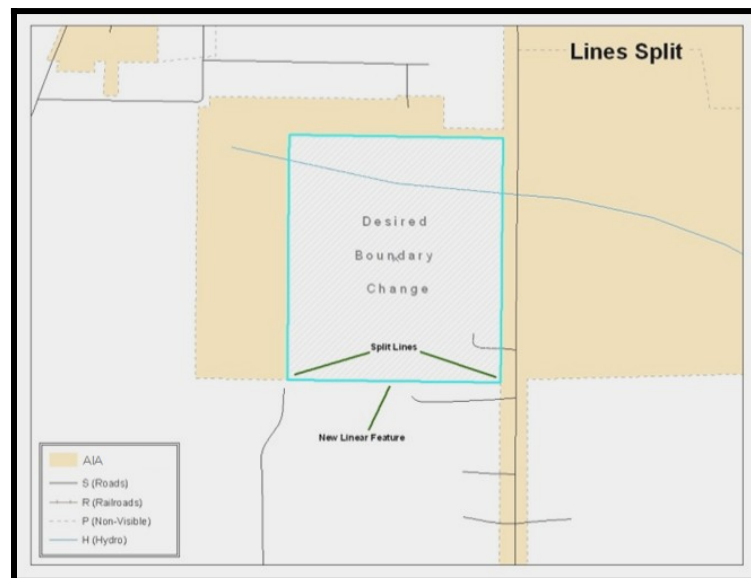 Lines Split
Desired
Boundary
Change
Split Lines
New Linear Feature
AIA
S (Roads)
R (Railroads)
P (Non-Visible)
H (Hydro)